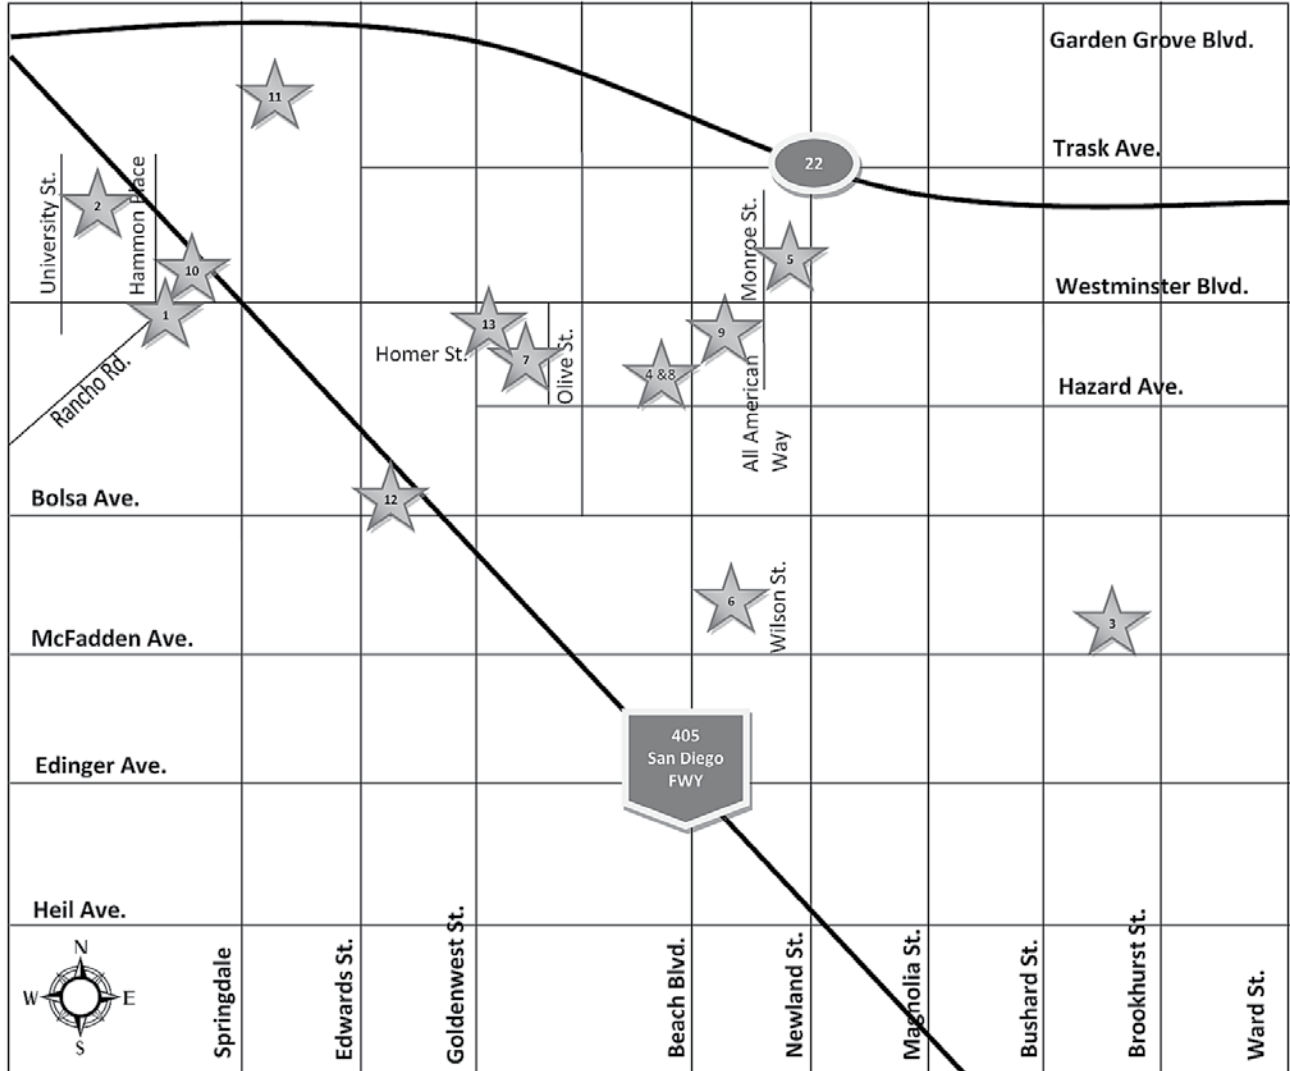 Garden Grove Blvd.
11
Trask Ave.
22
University St.
2
Hammon Place
Monroe St.
5
10
Westminster Blvd.
1
13
9
Homer St.
7
Olive St.
4 &8
Hazard Ave.
Rancho Rd.
All American
Way
Bolsa Ave.
12
6
Wilson St.
3
McFadden Ave.
405
San Diego
FWY
Edinger Ave.
Heil Ave.
N
W
E
S
Springdale
Edwards St.
Goldenwest St.
Beach Blvd.
Newland St.
Magnolia St.
Bushard St.
Brookhurst St.
Ward St.